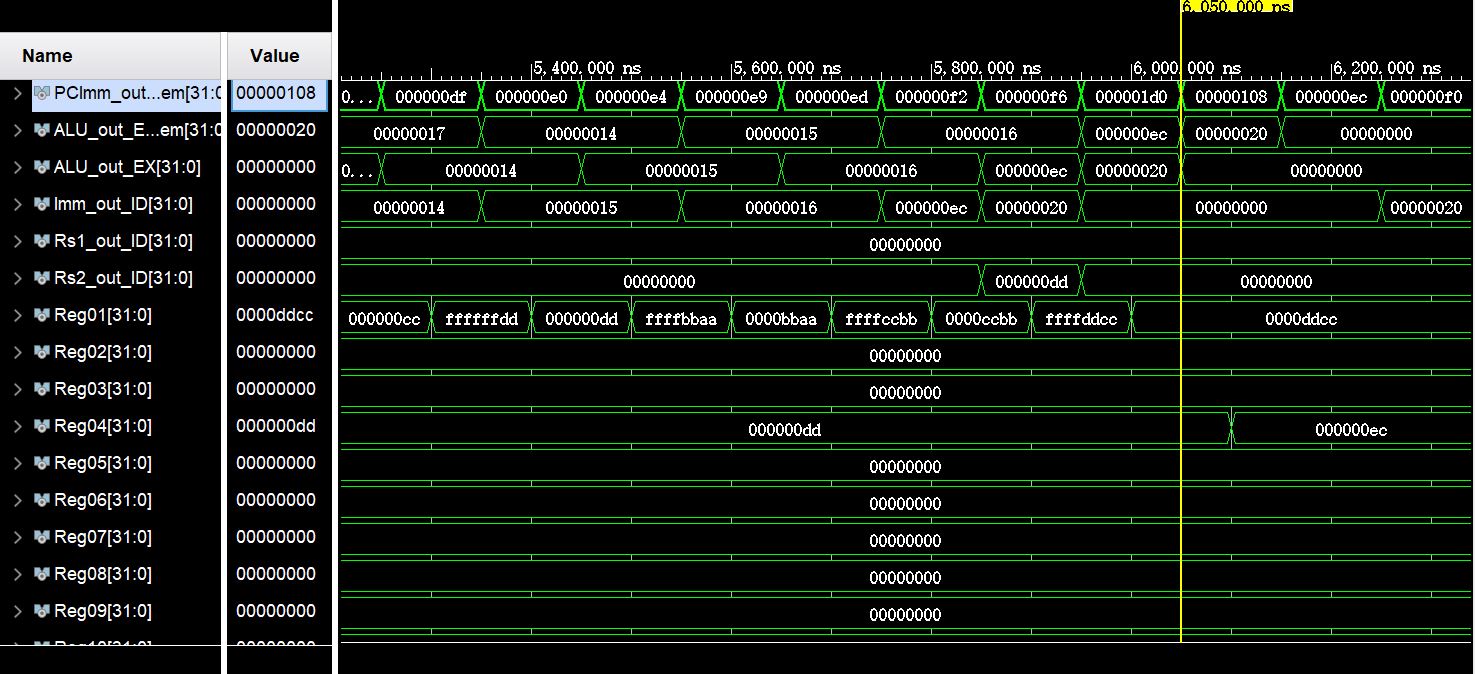 6,050.000 ns
Name Value
5,400.000 ns 5,600.000 ns 5,800.000 ns 6,000.000 ns 6,200.000 ns
PCImm_out...em[31:0 00000108 0... 000000df 000000e0 000000e4 000000e9 000000ed 000000f2 000000f6 000001d0 00000108 000000ec 000000f0
ALU_out_E...em[31:0 00000020 00000017 00000014 00000015 00000016 000000ec 00000020 00000000
ALU_out_EX[31:0] 00000000 0... 00000014 00000015 00000016 000000ec 00000020 00000000
Imm_out_ID[31:0] 00000000 00000014 00000015 00000016 000000ec 00000020 00000000 00000020
Rs1_out_ID[31:0] 00000000 00000000
Rs2_out_ID[31:0] 00000000 00000000 000000dd 00000000
Reg01[31:0] 0000ddcc 000000cc ffffffdd 000000dd ffffbbaa 0000bbaa ffffccbb 0000ccbb ffffddcc 0000ddcc
Reg02[31:0] 00000000 00000000
Reg03[31:0] 00000000 00000000
Reg04[31:0] 000000dd 000000dd 000000ec
Reg05[31:0] 00000000 00000000
Reg06[31:0] 00000000 00000000
Reg07[31:0] 00000000 00000000
Reg08[31:0] 00000000 00000000
Reg09[31:0] 00000000 00000000